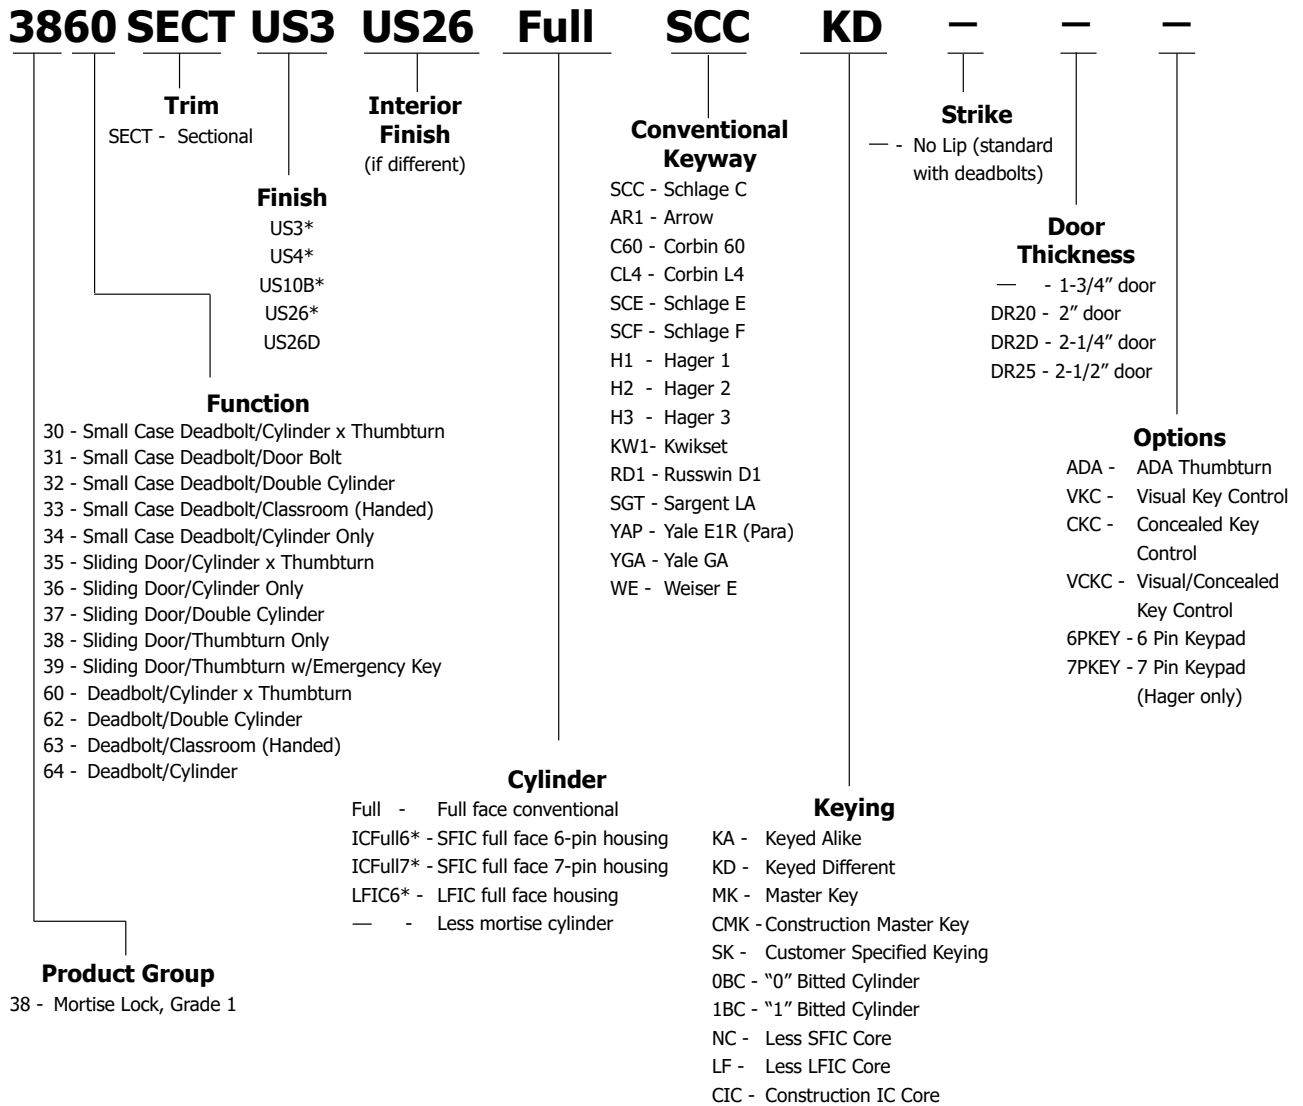 3860 SECT US3 US26 Full SCC KD — — —
Trim
SECT - Sectional
Finish
US3*
US4*
US10B*
US26*
US26D
Interior
Finish
(if different)
Function
30 - Small Case Deadbolt/Cylinder x Thumbturn
31 - Small Case Deadbolt/Door Bolt
32 - Small Case Deadbolt/Double Cylinder
33 - Small Case Deadbolt/Classroom (Handed)
34 - Small Case Deadbolt/Cylinder Only
35 - Sliding Door/Cylinder x Thumbturn
36 - Sliding Door/Cylinder Only
37 - Sliding Door/Double Cylinder
38 - Sliding Door/Thumbturn Only
39 - Sliding Door/Thumbturn w/Emergency Key
60 - Deadbolt/Cylinder x Thumbturn
62 - Deadbolt/Double Cylinder
63 - Deadbolt/Classroom (Handed)
64 - Deadbolt/Cylinder
Product Group
38 - Mortise Lock, Grade 1
Cylinder
Full - Full face conventional
ICFull6* - SFIC full face 6-pin housing
ICFull7* - SFIC full face 7-pin housing
LFIC6* - LFIC full face housing
— - Less mortise cylinder
Conventional
Keyway
SCC - Schlage C
AR1 - Arrow
C60 - Corbin 60
CL4 - Corbin L4
SCE - Schlage E
SCF - Schlage F
H1 - Hager 1
H2 - Hager 2
H3 - Hager 3
KW1- Kwikset
RD1 - Russwin D1
SGT - Sargent LA
YAP - Yale E1R (Para)
YGA - Yale GA
WE - Weiser E
Keying
KA - Keyed Alike
KD - Keyed Different
MK - Master Key
CMK - Construction Master Key
SK - Customer Specified Keying
0BC - “0” Bitted Cylinder
1BC - “1” Bitted Cylinder
NC - Less SFIC Core
LF - Less LFIC Core
CIC - Construction IC Core
Strike
— - No Lip (standard
with deadbolts)
Door
Thickness
— - 1-3/4” door
DR20 - 2” door
DR2D - 2-1/4” door
DR25 - 2-1/2” door
Options
ADA - ADA Thumbturn
VKC - Visual Key Control
CKC - Concealed Key
Control
VCKC - Visual/Concealed
Key Control
6PKEY - 6 Pin Keypad
7PKEY - 7 Pin Keypad
(Hager only)